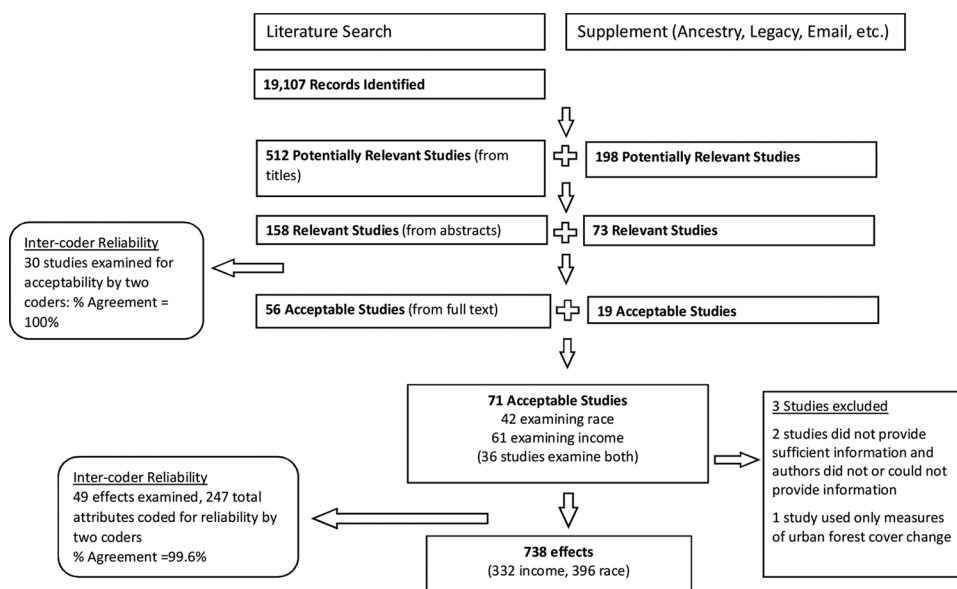 Literature Search
Supplement (Ancestry, Legacy, Email, etc.)
19,107 Records Identified
512 Potentially Relevant Studies (from
titles)
198 Potentially Relevant Studies
158 Relevant Studies (from abstracts)
73 Relevant Studies
Inter-coder Reliability
30 studies examined for
acceptability by two
coders: % Agreement =
100%
56 Acceptable Studies (from full text)
19 Acceptable Studies
71 Acceptable Studies
42 examining race
61 examining income
(36 studies examine both)
3 Studies excluded
2 studies did not provide
sufficient information and
authors did not or could not
provide information
1 study used only measures
of urban forest cover change
Inter-coder Reliability
49 effects examined, 247 total
attributes coded for reliability by
two coders
% Agreement =99.6%
738 effects
(332 income, 396 race)